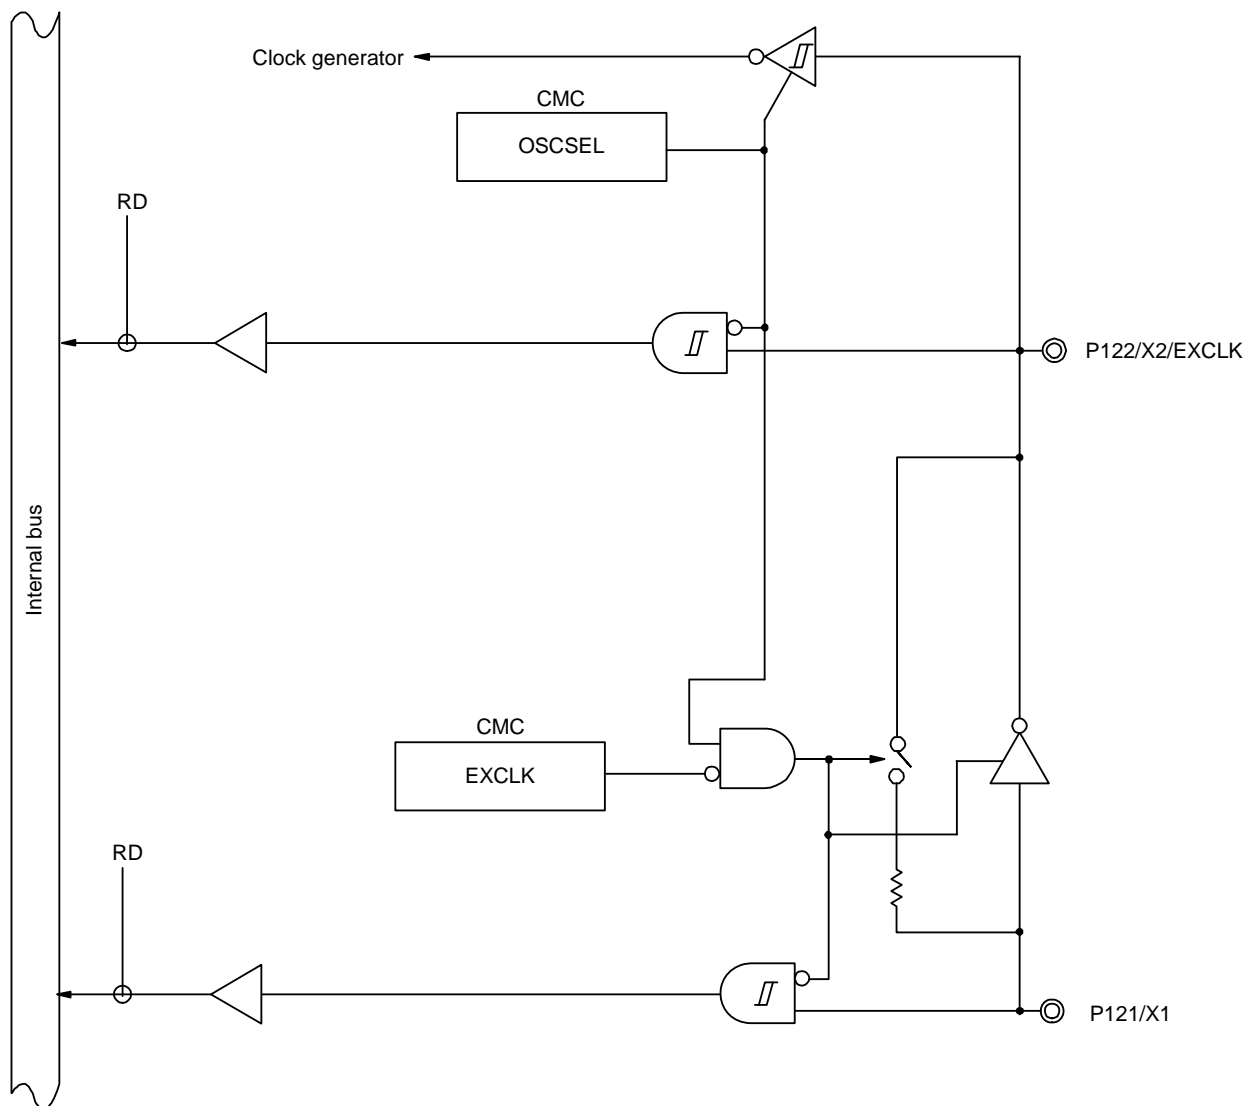 Clock generator
CMC
OSCSEL
RD
P122/X2/EXCLK
Internal bus
CMC
EXCLK
RD
P121/X1